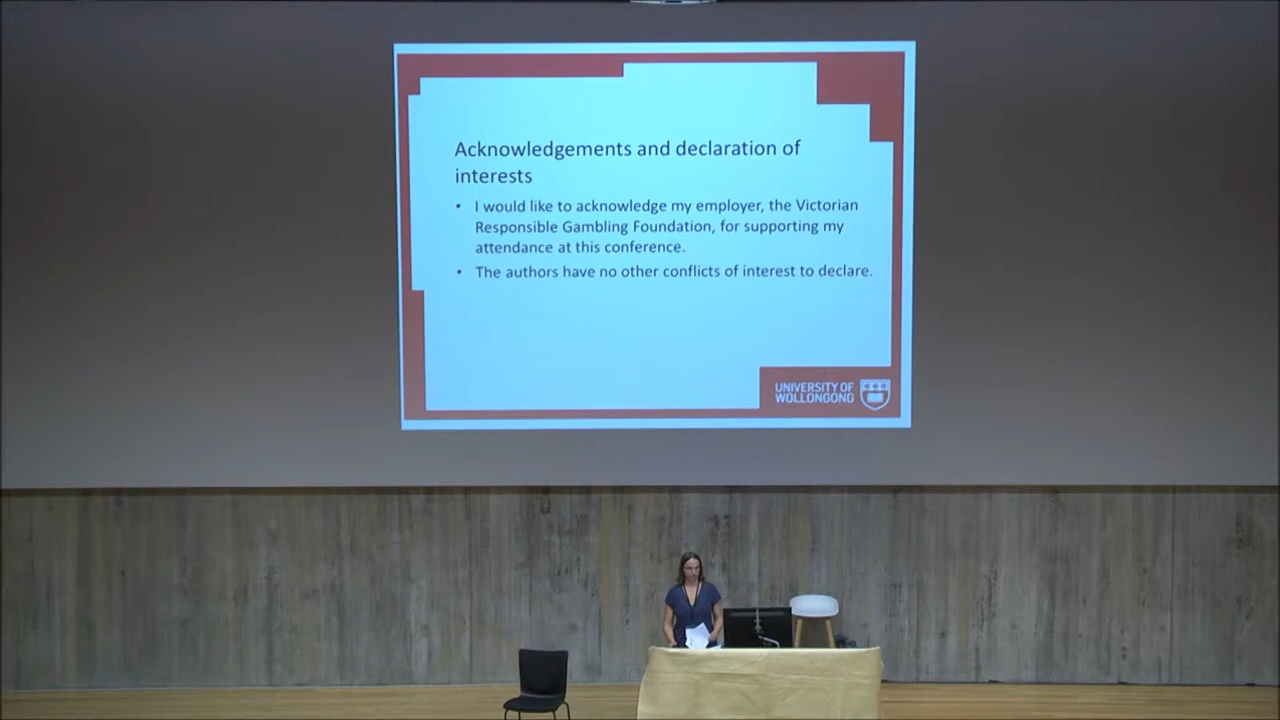 Acknowledgements and declaration of
interests
• I would like to acknowledge my employer, the Victorian
Responsible Gambling Foundation, for supporting my
attendance at this conference.
• The authors have no other conflicts of interest to declare.
UNIVERSITY OF
WOLLONGONG